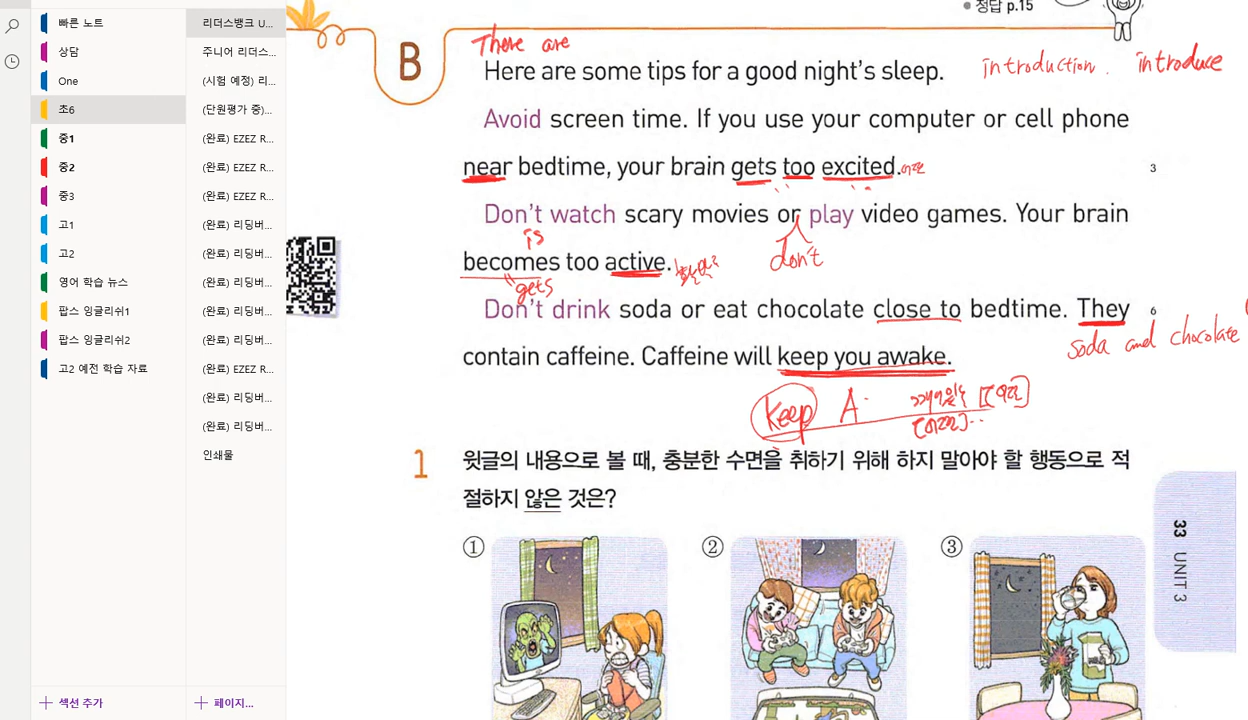 빠른 노트
상담
One
초6
중1
중2
중3
고1
고2
영어 학습 뉴스
팝스 잉글리쉬1
팝스 잉글리쉬2
고2 예전 학습 자료
섹션 추가
리더스뱅크 U...
주니어 리더스...
(시험 예정) 리...
(단원평가 중)...
(완료) EZEZ R...
(완료) EZEZ R...
(완료) EZEZ R...
(완료) 리딩버...
(완료) 리딩버...
(완료) 리딩버...
(완료) 리딩버...
(완료) 리딩버...
(완료) EZEZ R...
(완료) 리딩버...
(완료) 리딩버...
인쇄물
페이지...
정답 p.15
There are
B
Here are some tips for a good night's sleep.
introduction. introduce
Avoid screen time. If you use your computer or cell phone
near bedtime, your brain gets too excited.
3
Don't watch scary movies or play video games. Your brain
is
don't
becomes too active.
gets
Don't drink soda or eat chocolate close to bedtime. They
6
soda and chocolate
contain caffeine. Caffeine will keep you awake.
keep A
1 윗글의 내용으로 볼 때, 충분한 수면을 취하기 위해 하지 말아야 할 행동으로 적
절하지 않은 것은?
① ② ③
33 UNIT 3